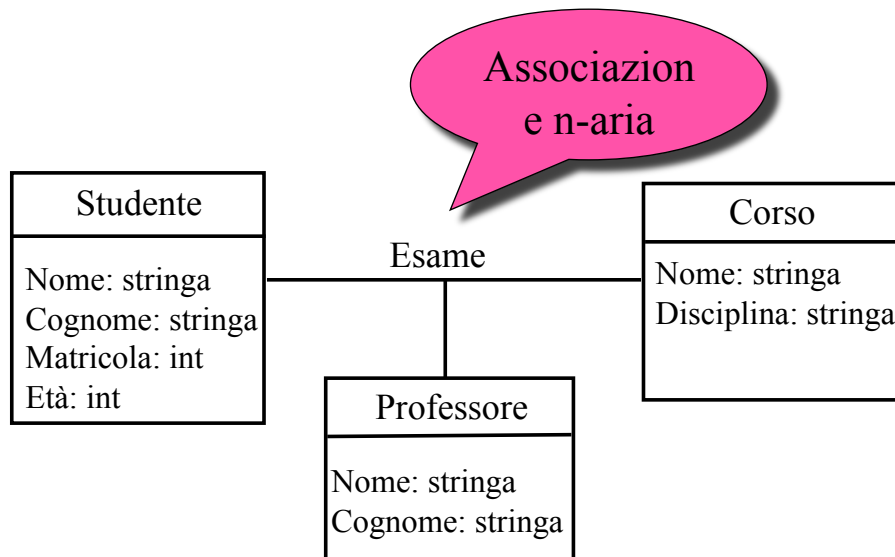 Associazion
e n-aria
Studente
Nome: stringa
Cognome: stringa
Matricola: int
Età: int
Esame
Corso
Nome: stringa
Disciplina: stringa
Professore
Nome: stringa
Cognome: stringa